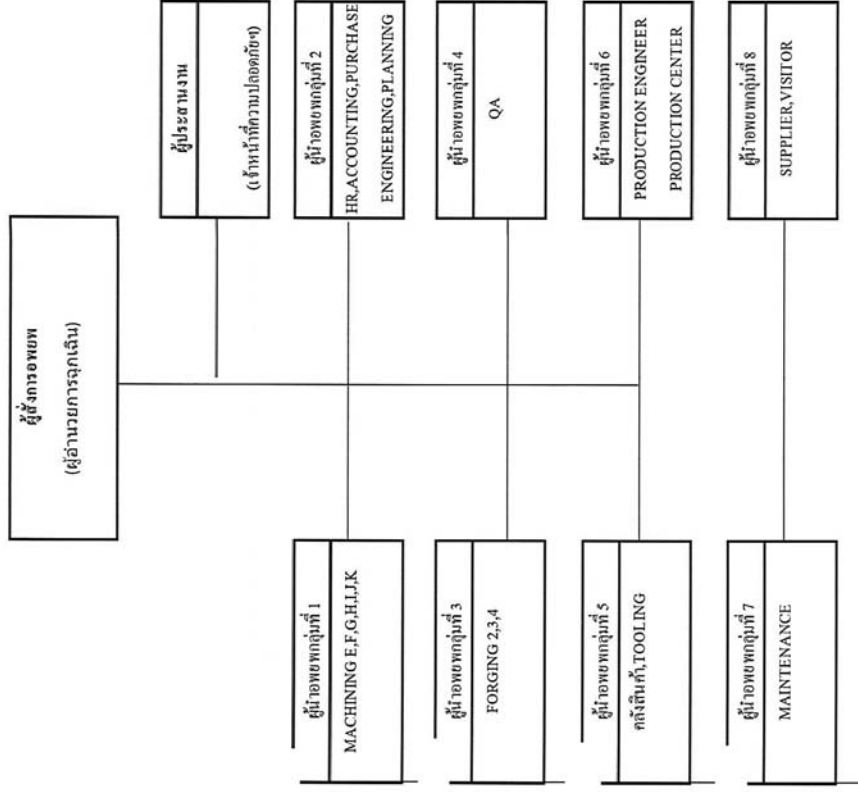 ผู้สั่งการอพยพ
(ผู้อำนวยการฉุกเฉิน)
ผู้ประสานงาน
(เจ้าหน้าที่ความปลอดภัยฯ)
ผู้นำอพยพกลุ่มที่ 1
MACHINING E,F,G,H,I,J,K
ผู้นำอพยพกลุ่มที่ 2
HR,ACCOUNTING,PURCHASE
ENGINEERING,PLANNING
ผู้นำอพยพกลุ่มที่ 3
FORGING 2,3,4
ผู้นำอพยพกลุ่มที่ 4
QA
ผู้นำอพยพกลุ่มที่ 5
คลังสินค้า,TOOLING
ผู้นำอพยพกลุ่มที่ 6
PRODUCTION ENGINEER
PRODUCTION CENTER
ผู้นำอพยพกลุ่มที่ 7
MAINTENANCE
ผู้นำอพยพกลุ่มที่ 8
SUPPLIER,VISITOR